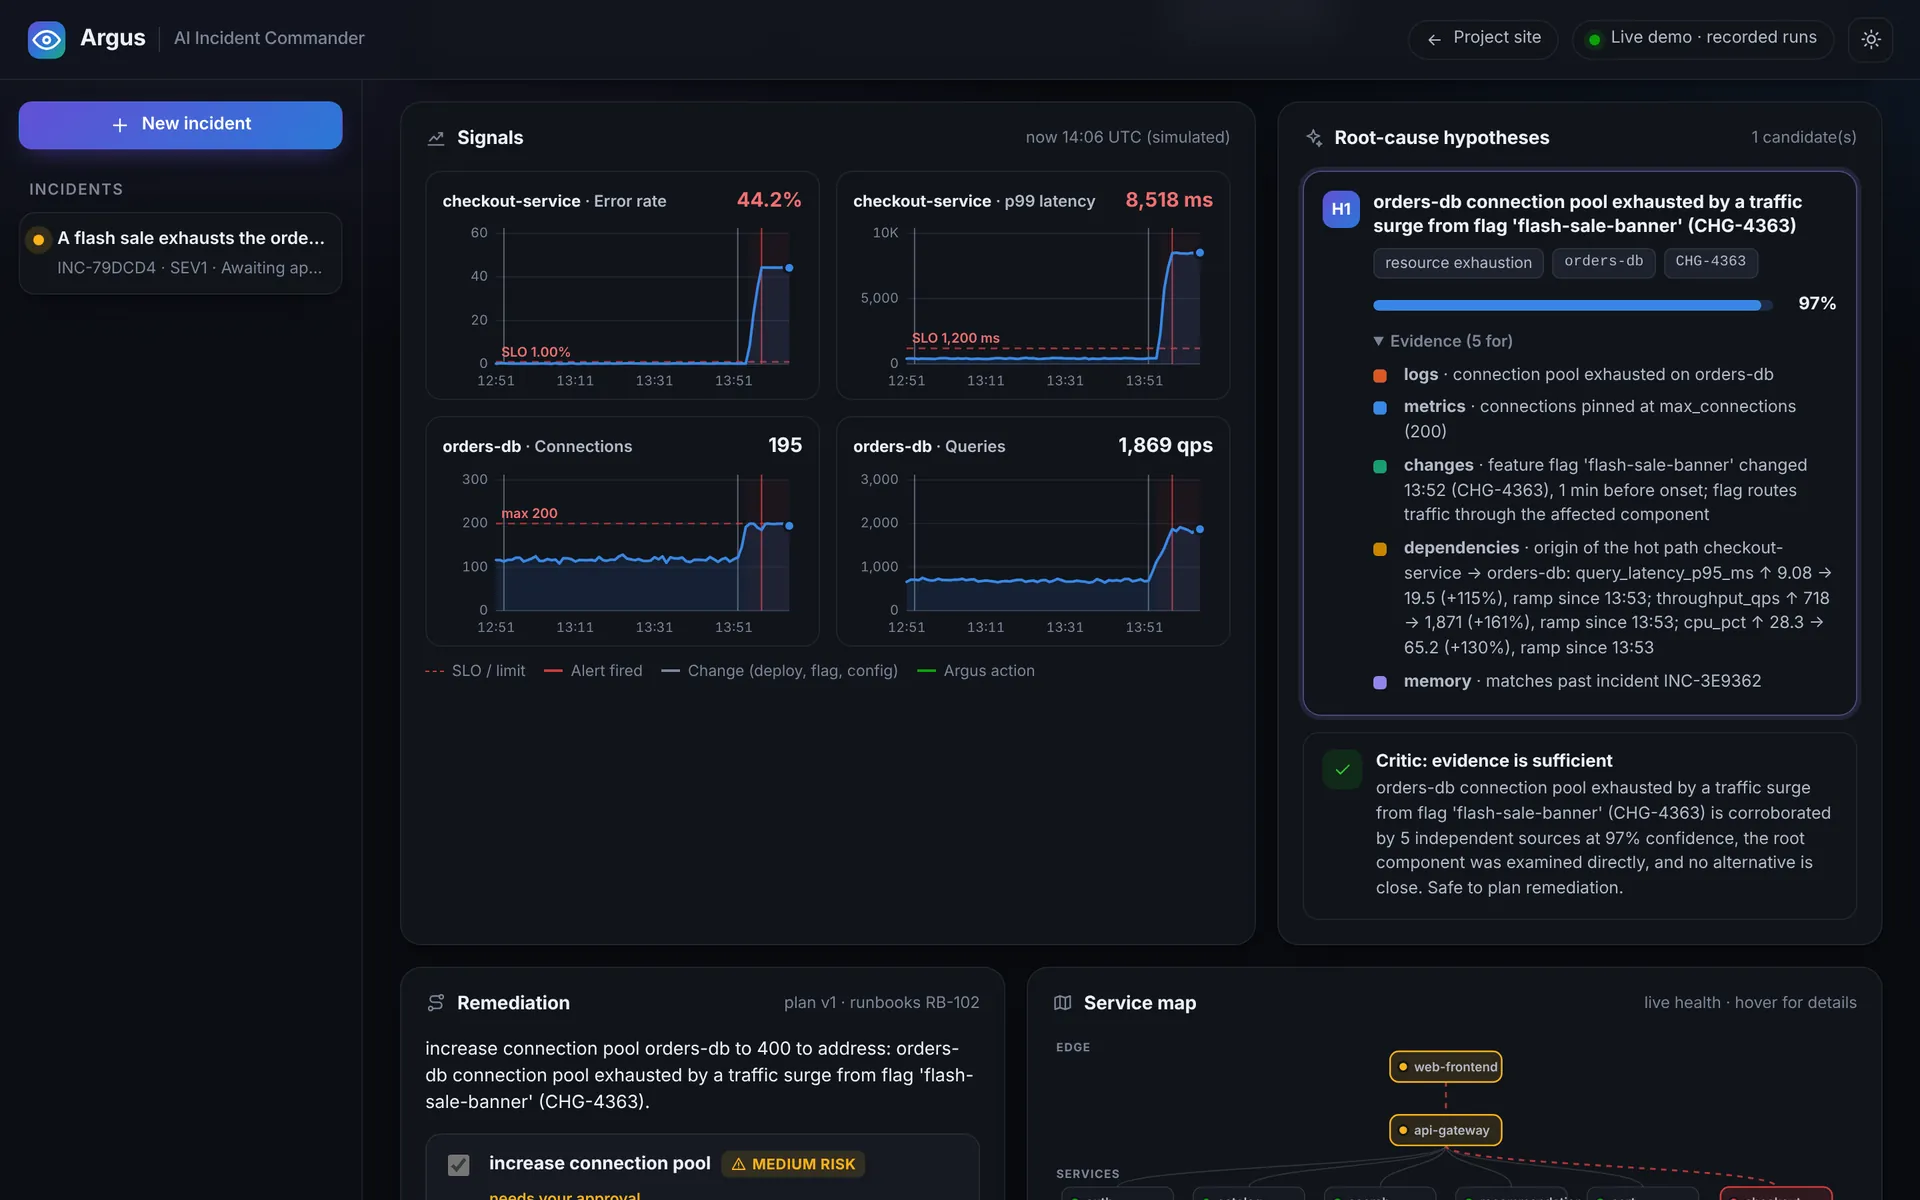 Argus
AI Incident Commander
Project site
Live demo · recorded runs
New incident
INCIDENTS
A flash sale exhausts the orde...
INC-79DCD4 · SEV1 · Awaiting ap...
Signals
now 14:06 UTC (simulated)
checkout-service · Error rate
44.2%
60
40
20
0
SLO 1.00%
12:51
13:11
13:31
13:51
checkout-service · p99 latency
8,518 ms
10K
5,000
0
SLO 1,200 ms
12:51
13:11
13:31
13:51
orders-db · Connections
195
300
200
100
0
max 200
12:51
13:11
13:31
13:51
orders-db · Queries
1,869 qps
3,000
2,000
1,000
0
12:51
13:11
13:31
13:51
SLO / limit
Alert fired
Change (deploy, flag, config)
Argus action
Root-cause hypotheses
1 candidate(s)
H1
orders-db connection pool exhausted by a traffic
surge from flag 'flash-sale-banner' (CHG-4363)
resource exhaustion
orders-db
CHG-4363
97%
▼ Evidence (5 for)
logs · connection pool exhausted on orders-db
metrics · connections pinned at max_connections
(200)
changes · feature flag 'flash-sale-banner' changed
13:52 (CHG-4363), 1 min before onset; flag routes
traffic through the affected component
dependencies · origin of the hot path checkout-
service → orders-db: query_latency_p95_ms ↑ 9.08 →
19.5 (+115%), ramp since 13:53; throughput_qps ↑ 718
→ 1,871 (+161%), ramp since 13:53; cpu_pct ↑ 28.3 →
65.2 (+130%), ramp since 13:53
memory · matches past incident INC-3E9362
Critic: evidence is sufficient
orders-db connection pool exhausted by a traffic surge
from flag 'flash-sale-banner' (CHG-4363) is corroborated
by 5 independent sources at 97% confidence, the root
component was examined directly, and no alternative is
close. Safe to plan remediation.
Remediation
plan v1 · runbooks RB-102
increase connection pool orders-db to 400 to address: orders-
db connection pool exhausted by a traffic surge from flag 'flash-
sale-banner' (CHG-4363).
increase connection pool
MEDIUM RISK
needs your approval
Service map
live health · hover for details
EDGE
web-frontend
api-gateway
SERVICES